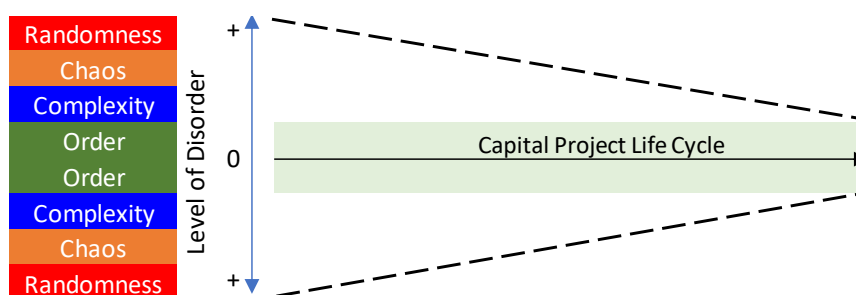 Randomness
Chaos
Complexity
Order
Order
Complexity
Chaos
Randomness
Level of Disorder
+
0
+
Capital Project Life Cycle